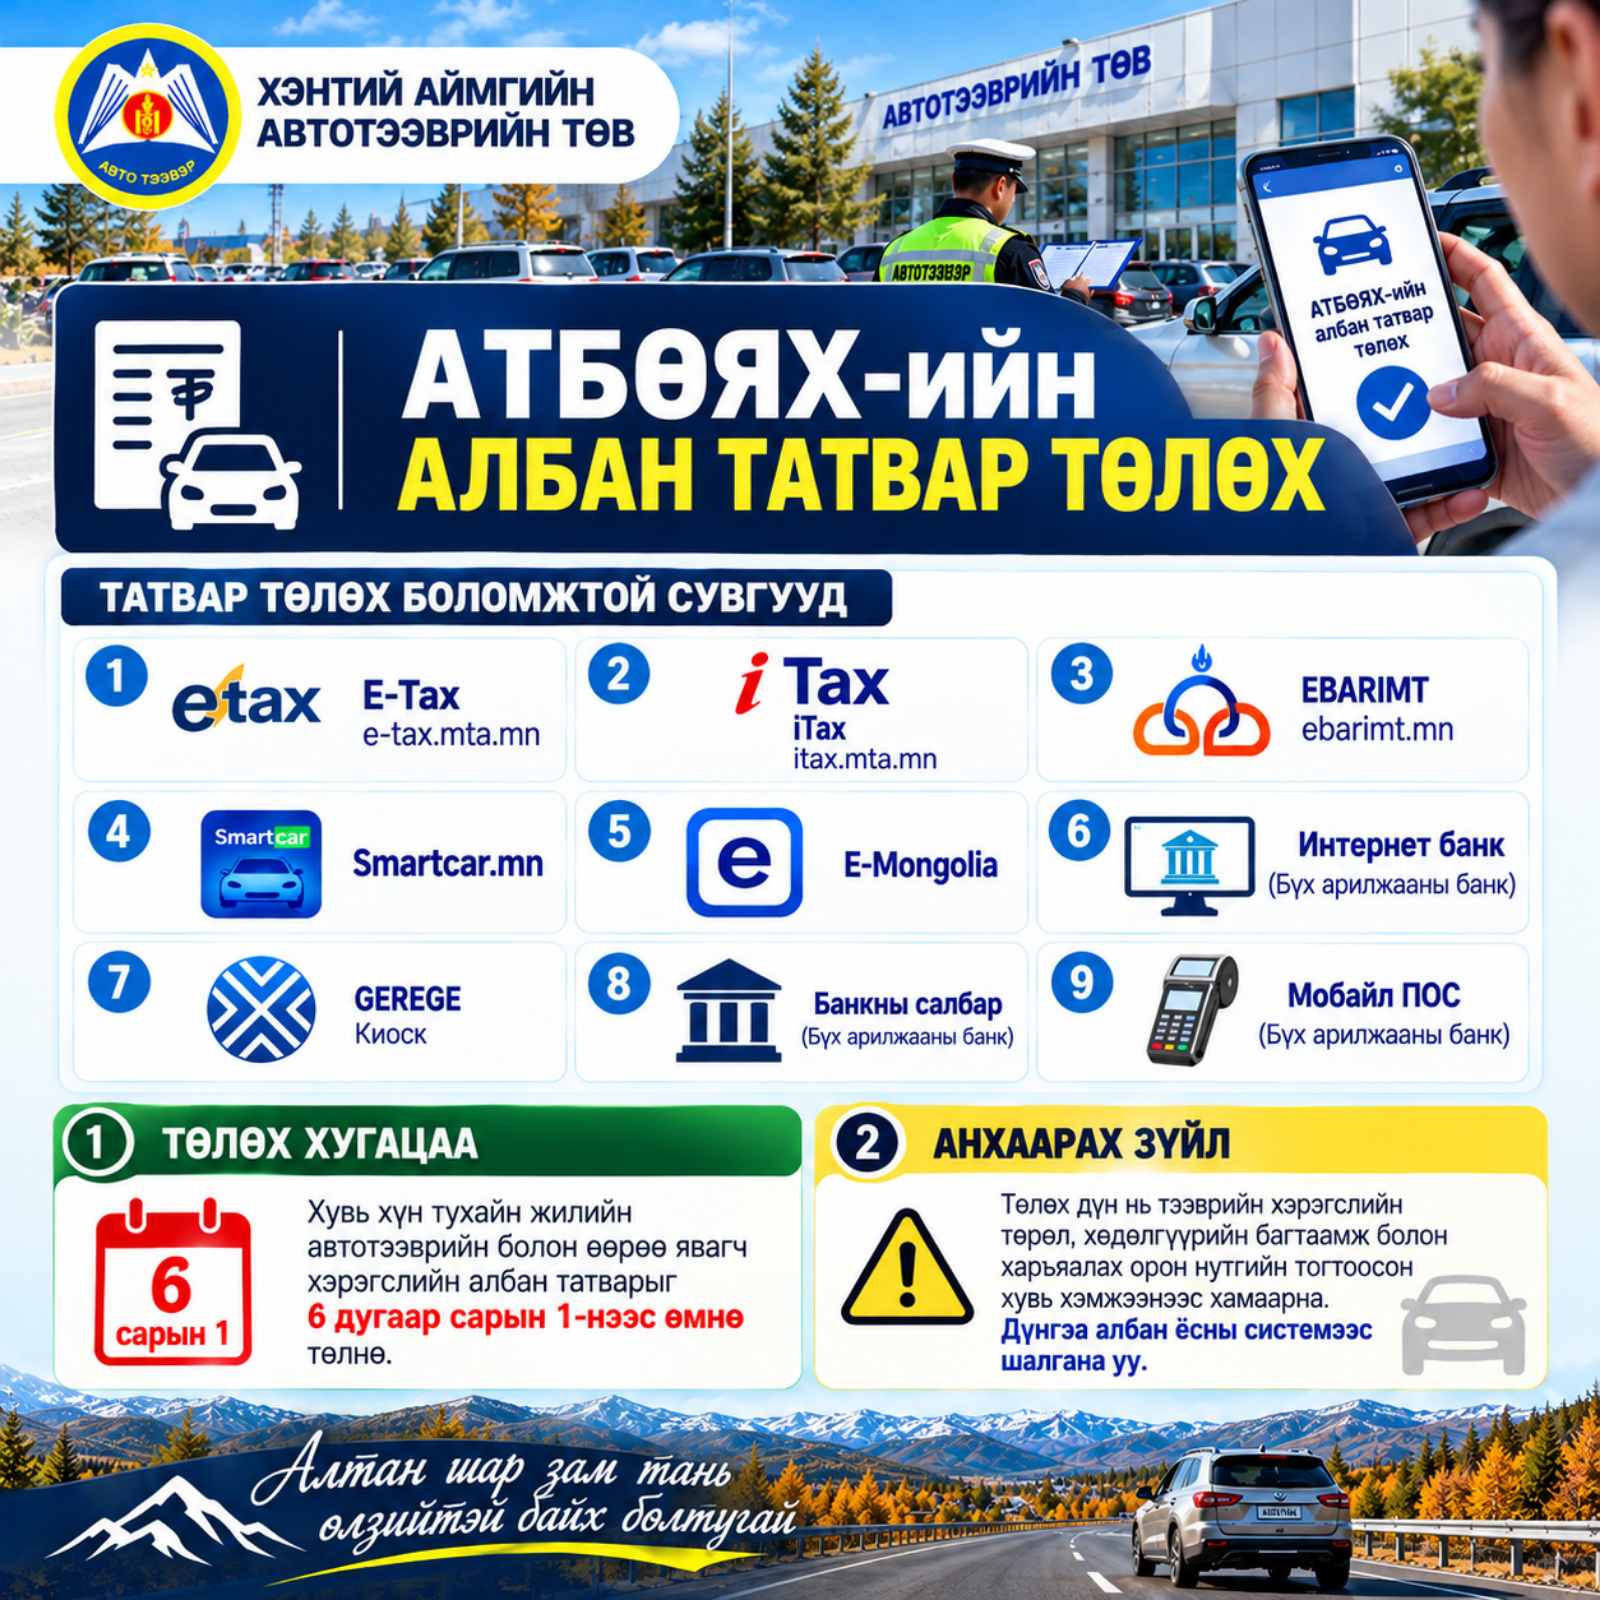 ХЭНТИЙ АЙМГИЙН
АВТОТЭЭВРИЙН ТӨВ
АВТО ТЭЭВЭР
АВТОТЭЭВРИЙН ТӨВ
АВТОТЭЭВЭР
АТБӨЯХ-ийн
албан татвар
төлөх
АТБӨЯХ-ийн
АЛБАН ТАТВАР ТӨЛӨХ
ТАТВАР ТӨЛӨХ БОЛОМЖТОЙ СУВГУУД
1
etax
E-Tax
e-tax.mta.mn
2
i Tax
iTax
itax.mta.mn
3
EBARIMT
ebarimt.mn
4
Smartcar
Smartcar.mn
5
e
E-Mongolia
6
Интернет банк
(Бүх арилжааны банк)
7
GEREGE
Киоск
8
Банкны салбар
(Бүх арилжааны банк)
9
Мобайл ПОС
(Бүх арилжааны банк)
1 ТӨЛӨХ ХУГАЦАА
6
сарын 1
Хувь хүн тухайн жилийн
автотээврийн болон өөрөө явагч
хэрэгслийн албан татварыг
6 дугаар сарын 1-нээс өмнө
төлнө.
2 АНХААРАХ ЗҮЙЛ
Төлөх дүн нь тээврийн хэрэгслийн
төрөл, хөдөлгүүрийн багтаамж болон
харъяалах орон нутгийн тогтоосон
хувь хэмжээнээс хамаарна.
Дүнгэа албан ёсны системээс
шалгана уу.
Алтан шар зам тань
өлзийтэй байх болтугай